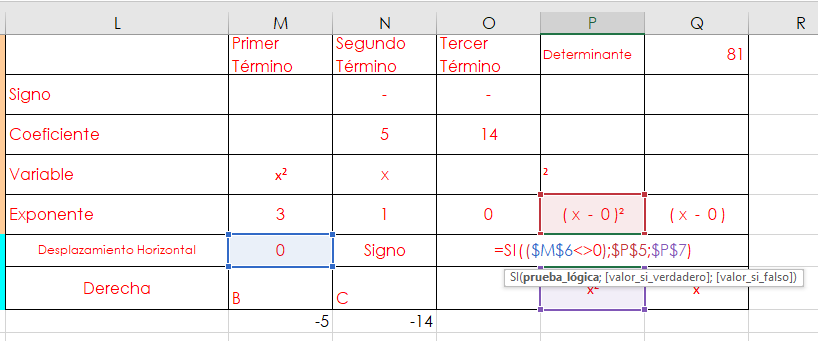 L M N O P Q R
Primer Término Segundo Término Tercer Término Determinante 81
Signo - -
Coeficiente 5 14
Variable x² x ²
Exponente 3 1 0 ( x - 0 )² ( x - 0 )
Desplazamiento Horizontal 0 Signo =SI(($M$6<>0);$P$5;$P$7)
SI(prueba_lógica; [valor_si_verdadero]; [valor_si_falso])
Derecha B C x² x
-5 -14